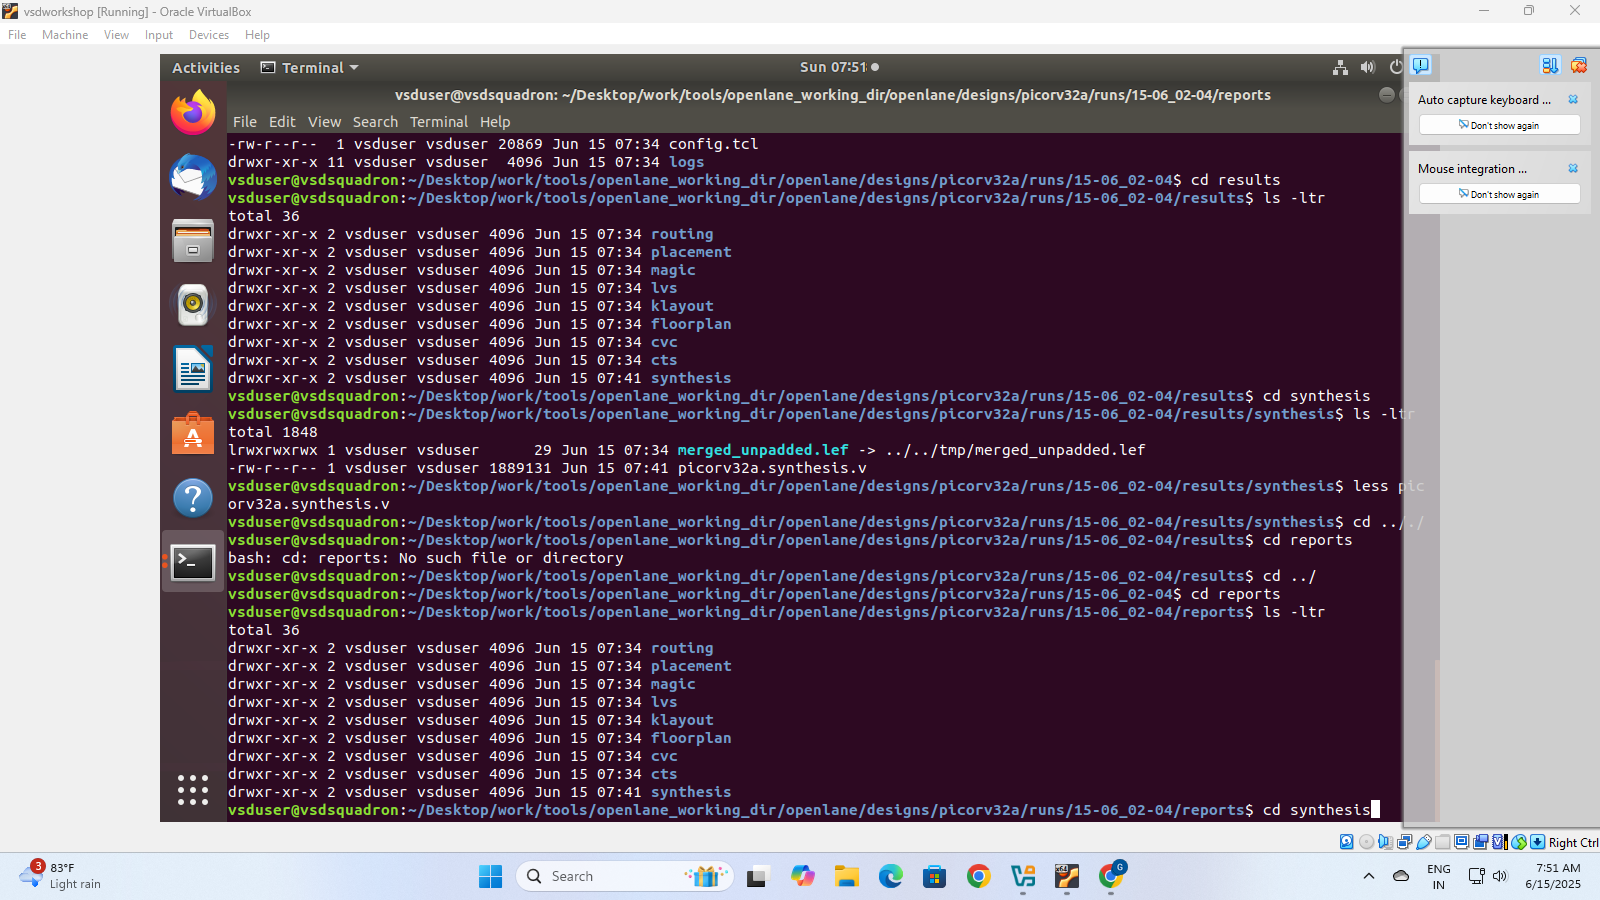 vsdworkshop [Running] - Oracle VirtualBox
File Machine View Input Devices Help
Activities Terminal Sun 07:51
vsduser@vsdsquadron: ~/Desktop/work/tools/openlane_working_dir/openlane/designs/picorv32a/runs/15-06_02-04/reports
File Edit View Search Terminal Help
-rw-r--r--  1 vsduser vsduser 20869 Jun 15 07:34 config.tcl
drwxr-xr-x 11 vsduser vsduser  4096 Jun 15 07:34 logs
vsduser@vsdsquadron:~/Desktop/work/tools/openlane_working_dir/openlane/designs/picorv32a/runs/15-06_02-04$ cd results
vsduser@vsdsquadron:~/Desktop/work/tools/openlane_working_dir/openlane/designs/picorv32a/runs/15-06_02-04/results$ ls -ltr
total 36
drwxr-xr-x 2 vsduser vsduser 4096 Jun 15 07:34 routing
drwxr-xr-x 2 vsduser vsduser 4096 Jun 15 07:34 placement
drwxr-xr-x 2 vsduser vsduser 4096 Jun 15 07:34 magic
drwxr-xr-x 2 vsduser vsduser 4096 Jun 15 07:34 lvs
drwxr-xr-x 2 vsduser vsduser 4096 Jun 15 07:34 klayout
drwxr-xr-x 2 vsduser vsduser 4096 Jun 15 07:34 floorplan
drwxr-xr-x 2 vsduser vsduser 4096 Jun 15 07:34 cvc
drwxr-xr-x 2 vsduser vsduser 4096 Jun 15 07:34 cts
drwxr-xr-x 2 vsduser vsduser 4096 Jun 15 07:41 synthesis
vsduser@vsdsquadron:~/Desktop/work/tools/openlane_working_dir/openlane/designs/picorv32a/runs/15-06_02-04/results$ cd synthesis
vsduser@vsdsquadron:~/Desktop/work/tools/openlane_working_dir/openlane/designs/picorv32a/runs/15-06_02-04/results/synthesis$ ls -ltr
total 1848
lrwxrwxrwx 1 vsduser vsduser      29 Jun 15 07:34 merged_unpadded.lef -> ../../tmp/merged_unpadded.lef
-rw-r--r-- 1 vsduser vsduser 1889131 Jun 15 07:41 picorv32a.synthesis.v
vsduser@vsdsquadron:~/Desktop/work/tools/openlane_working_dir/openlane/designs/picorv32a/runs/15-06_02-04/results/synthesis$ less pic
orv32a.synthesis.v
vsduser@vsdsquadron:~/Desktop/work/tools/openlane_working_dir/openlane/designs/picorv32a/runs/15-06_02-04/results/synthesis$ cd .././
vsduser@vsdsquadron:~/Desktop/work/tools/openlane_working_dir/openlane/designs/picorv32a/runs/15-06_02-04/results$ cd reports
bash: cd: reports: No such file or directory
vsduser@vsdsquadron:~/Desktop/work/tools/openlane_working_dir/openlane/designs/picorv32a/runs/15-06_02-04/results$ cd ../
vsduser@vsdsquadron:~/Desktop/work/tools/openlane_working_dir/openlane/designs/picorv32a/runs/15-06_02-04$ cd reports
vsduser@vsdsquadron:~/Desktop/work/tools/openlane_working_dir/openlane/designs/picorv32a/runs/15-06_02-04/reports$ ls -ltr
total 36
drwxr-xr-x 2 vsduser vsduser 4096 Jun 15 07:34 routing
drwxr-xr-x 2 vsduser vsduser 4096 Jun 15 07:34 placement
drwxr-xr-x 2 vsduser vsduser 4096 Jun 15 07:34 magic
drwxr-xr-x 2 vsduser vsduser 4096 Jun 15 07:34 lvs
drwxr-xr-x 2 vsduser vsduser 4096 Jun 15 07:34 klayout
drwxr-xr-x 2 vsduser vsduser 4096 Jun 15 07:34 floorplan
drwxr-xr-x 2 vsduser vsduser 4096 Jun 15 07:34 cvc
drwxr-xr-x 2 vsduser vsduser 4096 Jun 15 07:34 cts
drwxr-xr-x 2 vsduser vsduser 4096 Jun 15 07:41 synthesis
vsduser@vsdsquadron:~/Desktop/work/tools/openlane_working_dir/openlane/designs/picorv32a/runs/15-06_02-04/reports$ cd synthesis
Auto capture keyboard ...
Don't show again
Mouse integration ...
Don't show again
Right Ctrl
3
83°F
Light rain
Search
G
ENG
IN
7:51 AM
6/15/2025